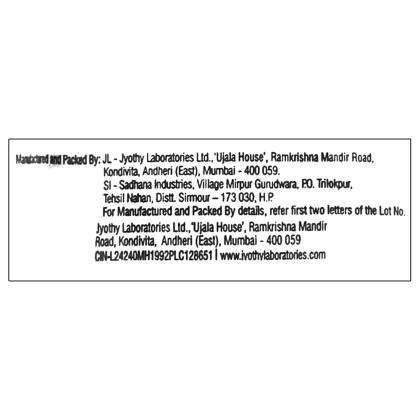 Manufactured and Packed By: JL - Jyothy Laboratories Ltd.,'Ujala House', Ramkrishna Mandir Road,
Kondivita, Andheri (East), Mumbai - 400 059.
SI - Sadhana Industries, Village Mirpur Gurudwara, P.O. Trilokpur,
Tehsil Nahan, Distt. Sirmour – 173 030, H.P.
For Manufactured and Packed By details, refer first two letters of the Lot No.
Jyothy Laboratories Ltd.,'Ujala House', Ramkrishna Mandir
Road, Kondivita, Andheri (East), Mumbai - 400 059
CIN-L24240MH1992PLC128651 | www.jyothylaboratories.com